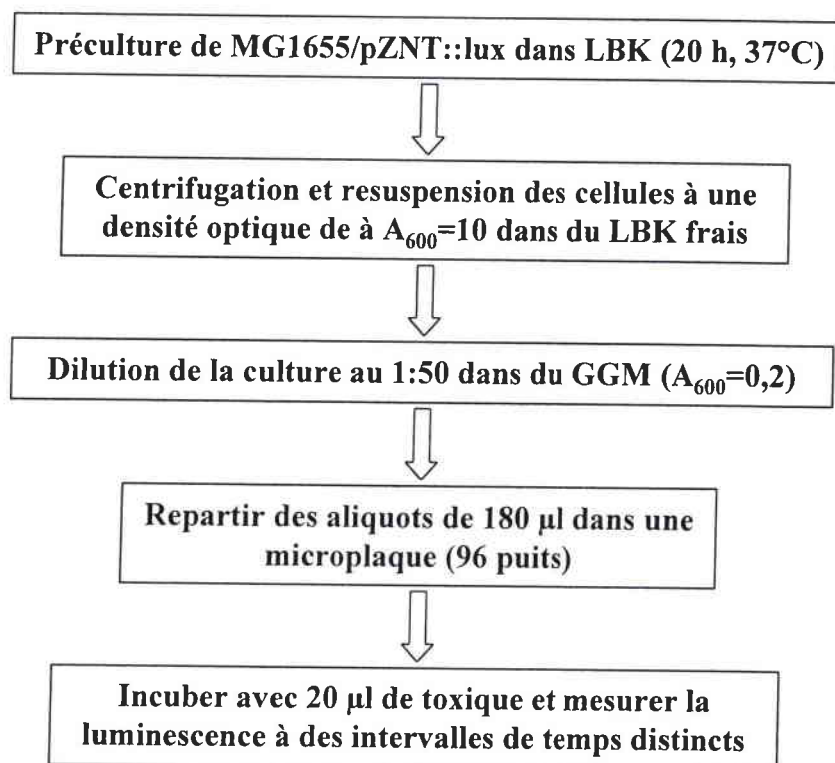 Préculture de MG1655/pZNT::lux dans LBK (20 h, 37°C)
Centrifugation et resuspension des cellules à une
densité optique de à A₆₀₀=10 dans du LBK frais
Dilution de la culture au 1:50 dans du GGM (A₆₀₀=0,2)
Repartir des aliquots de 180 µl dans une
microplaque (96 puits)
Incuber avec 20 µl de toxique et mesurer la
luminescence à des intervalles de temps distincts